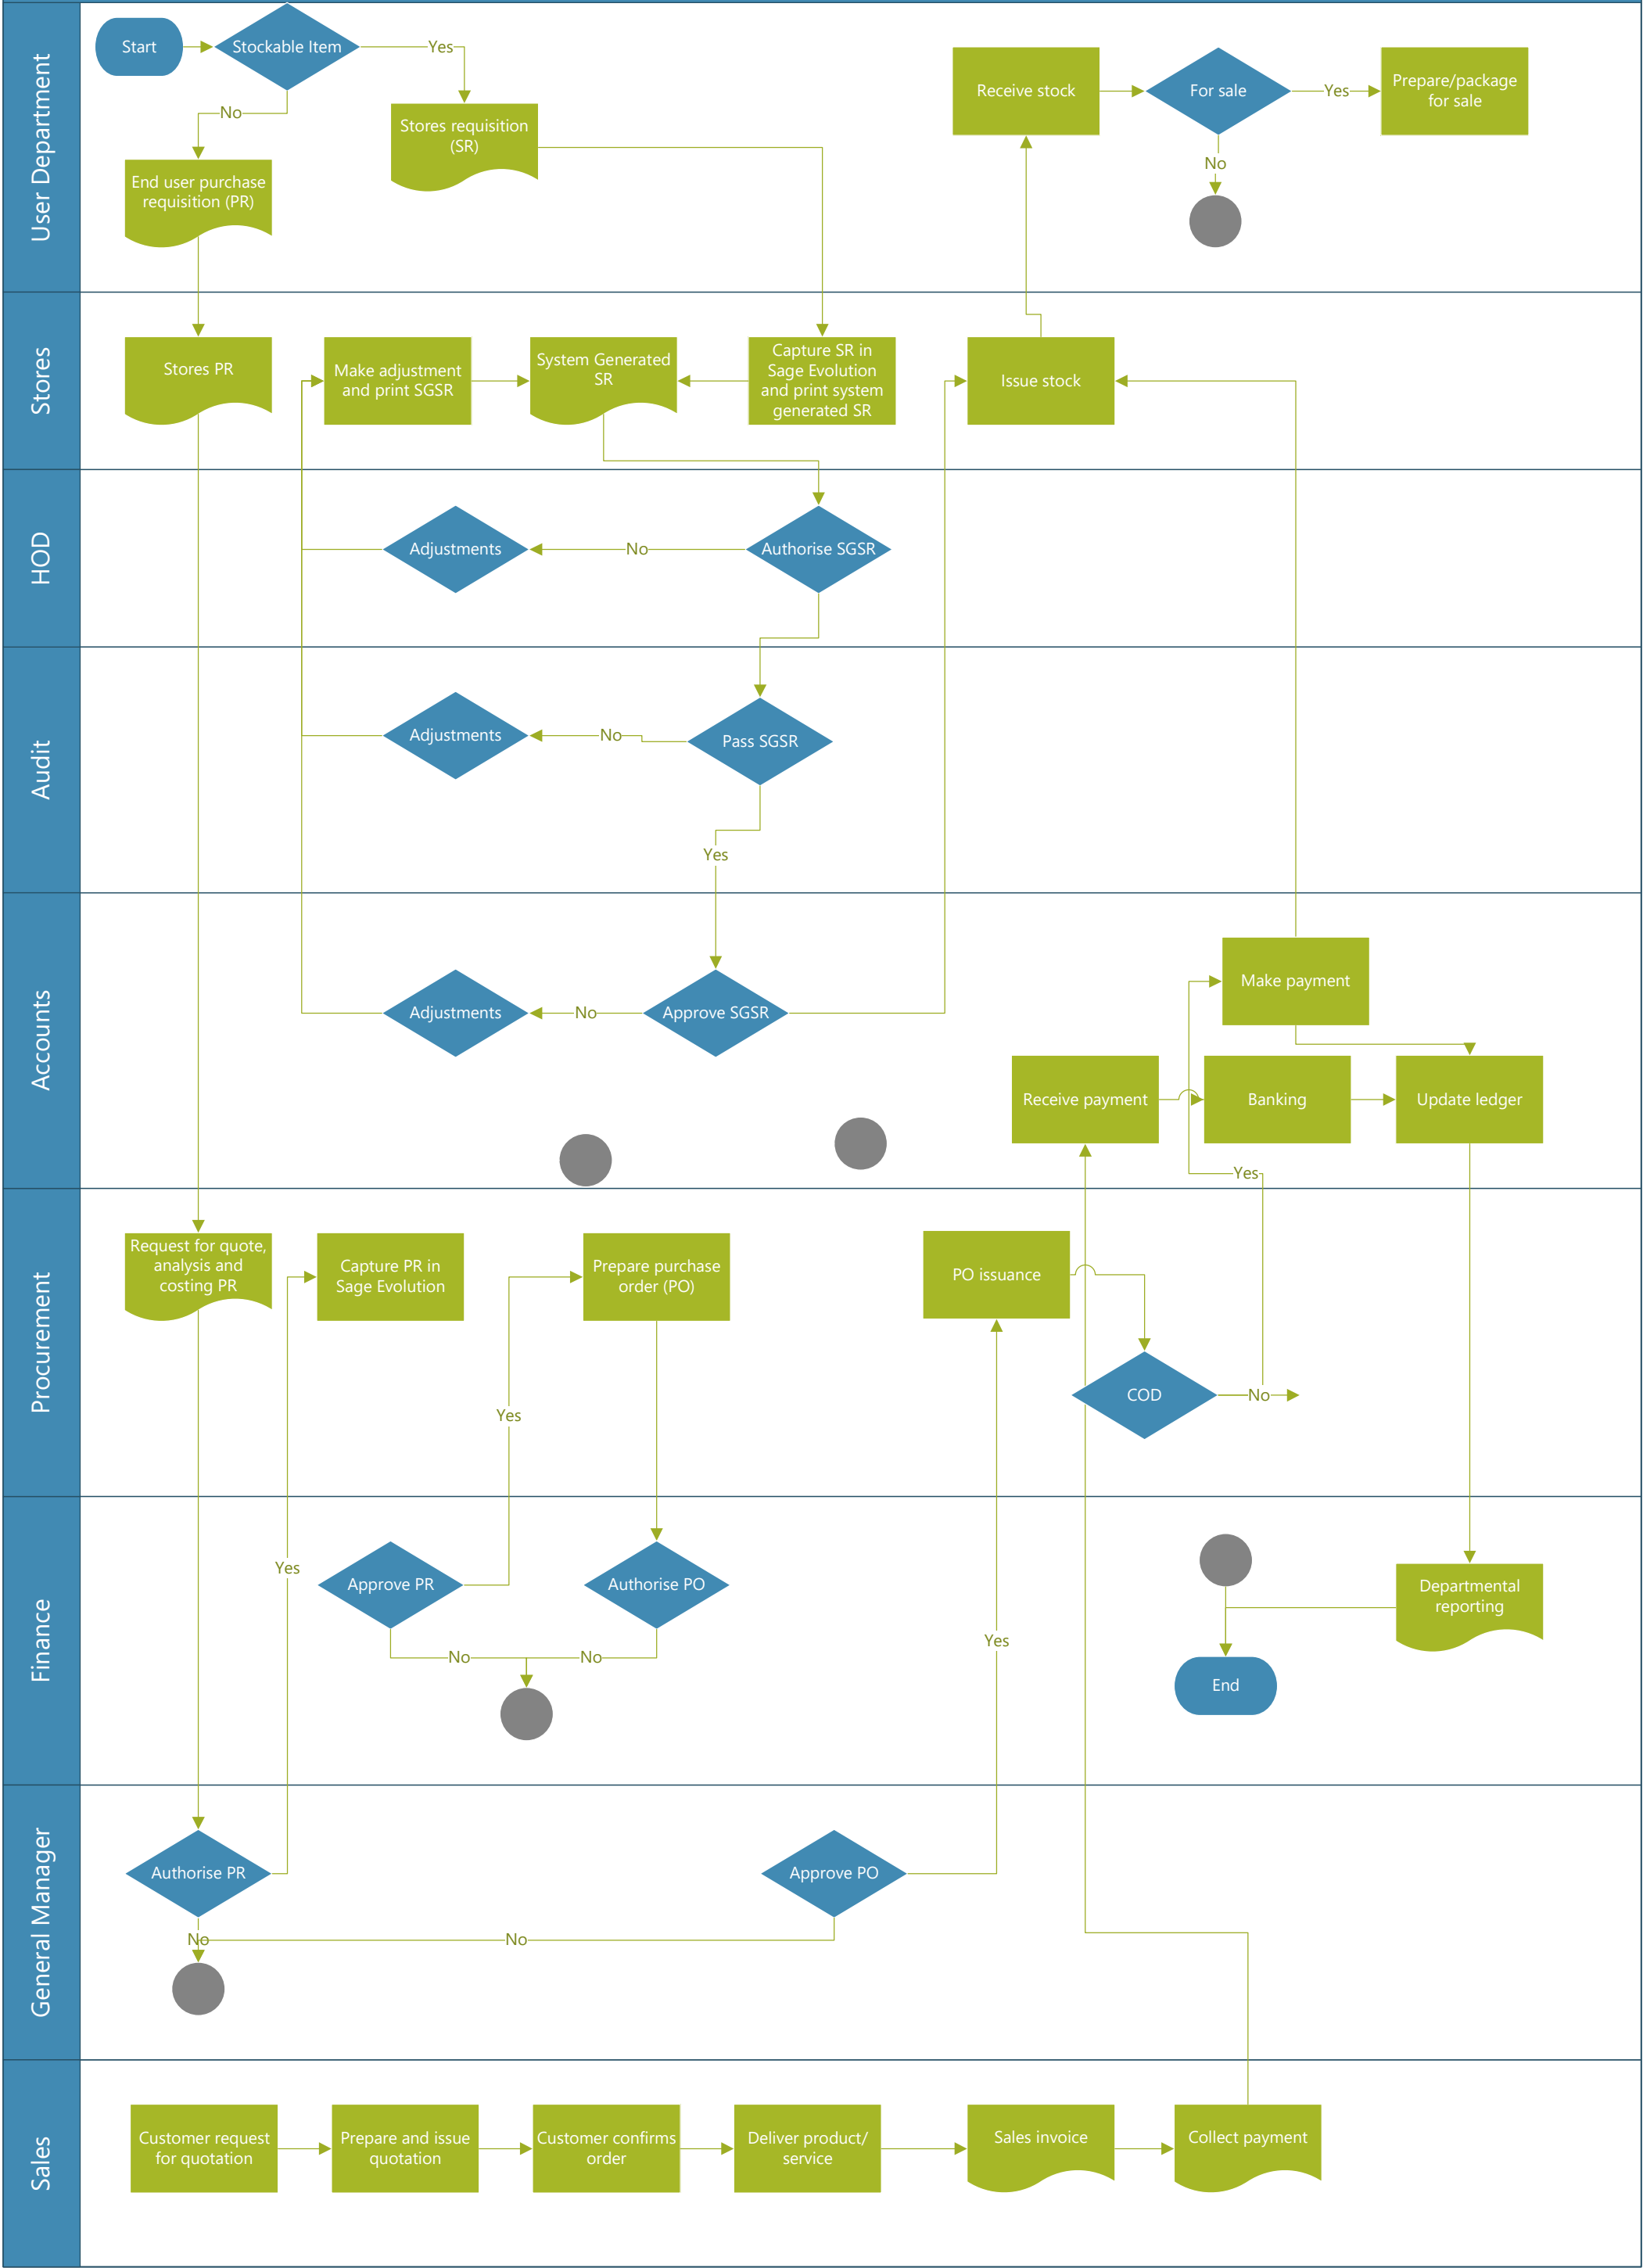 User Department
Start
Stockable Item
Yes
No
Stores requisition
(SR)
End user purchase
requisition (PR)
Receive stock
For sale
Yes
Prepare/package
for sale
No
Stores
Stores PR
Make adjustment
and print SGSR
System Generated
SR
Capture SR in
Sage Evolution
and print system
generated SR
Issue stock
HOD
Adjustments
No
Authorise SGSR
Audit
Adjustments
No
Pass SGSR
Yes
Accounts
Adjustments
No
Approve SGSR
Make payment
Receive payment
Banking
Update ledger
Yes
Procurement
Request for quote,
analysis and
costing PR
Capture PR in
Sage Evolution
Prepare purchase
order (PO)
PO issuance
COD
No
Yes
Finance
Yes
Approve PR
Authorise PO
No
No
Yes
Departmental
reporting
End
General Manager
Authorise PR
Approve PO
No
No
Sales
Customer request
for quotation
Prepare and issue
quotation
Customer confirms
order
Deliver product/
service
Sales invoice
Collect payment